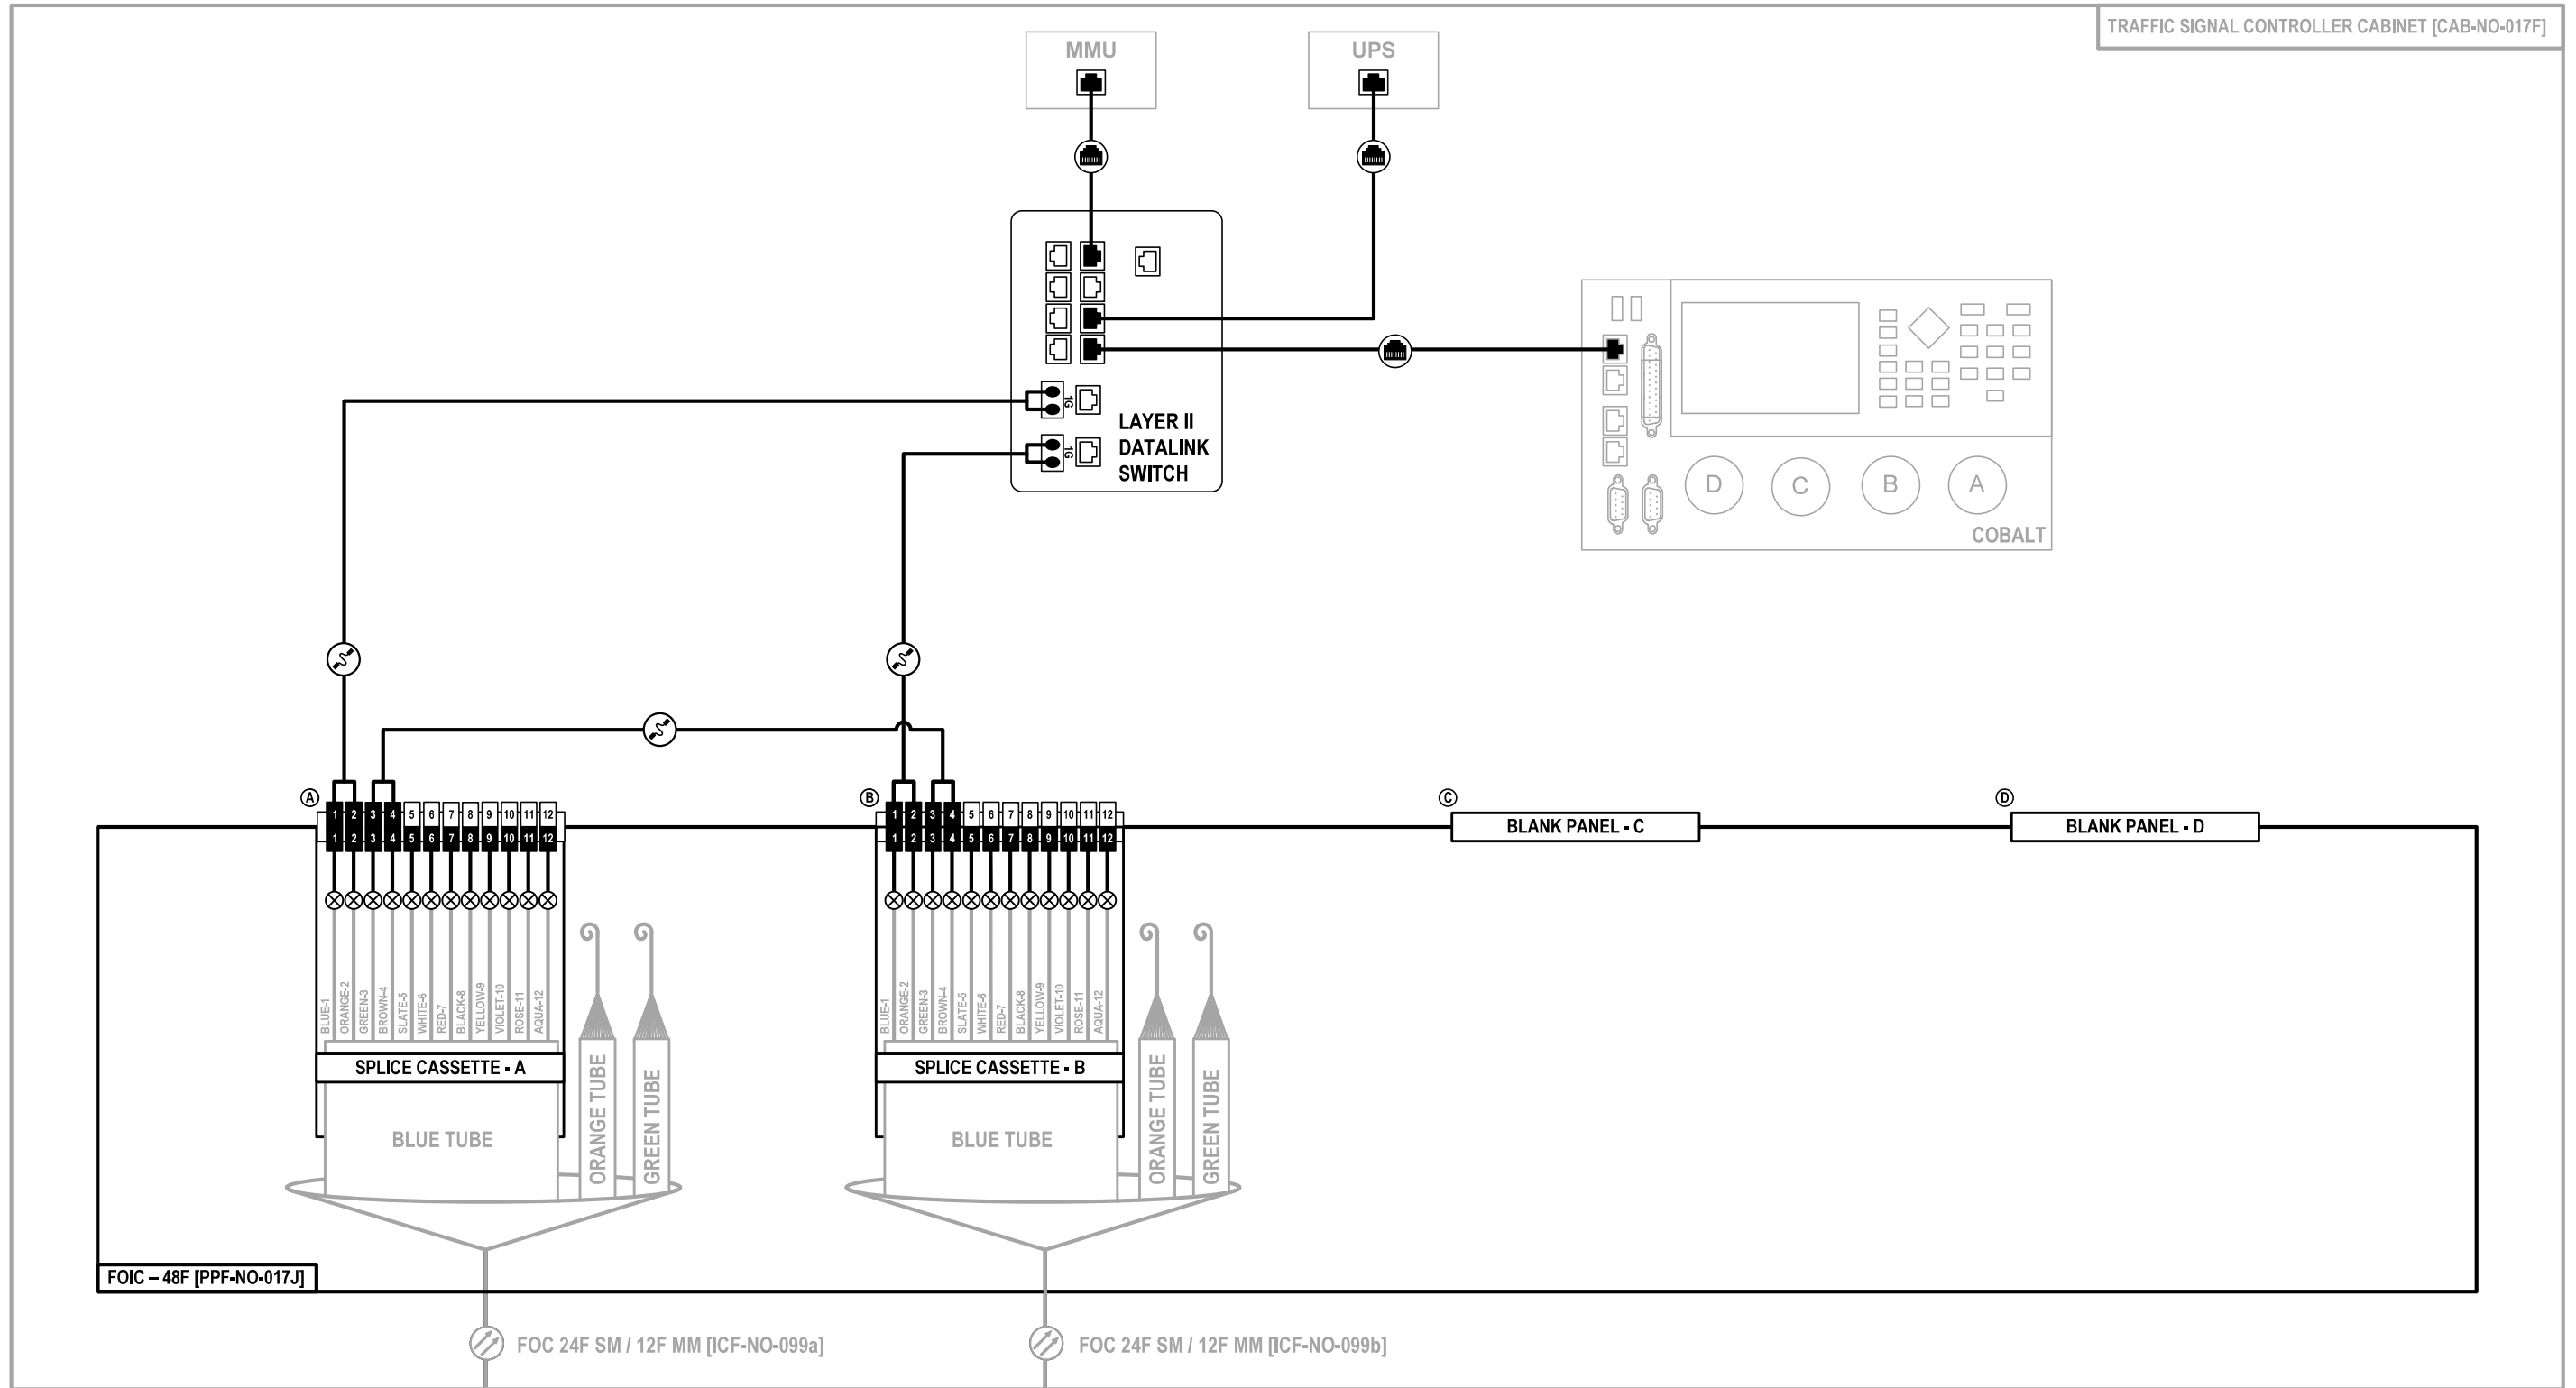 TRAFFIC SIGNAL CONTROLLER CABINET [CAB-NO-017F]
MMU
UPS
1G
1G
LAYER II
DATALINK
SWITCH
D
C
B
A
COBALT
A
1 2 3 4 5 6 7 8 9 10 11 12
1 2 3 4 5 6 7 8 9 10 11 12
B
1 2 3 4 5 6 7 8 9 10 11 12
1 2 3 4 5 6 7 8 9 10 11 12
C
BLANK PANEL - C
D
BLANK PANEL - D
BLUE-1
ORANGE-2
GREEN-3
BROWN-4
SLATE-5
WHITE-6
RED-7
BLACK-8
YELLOW-9
VIOLET-10
ROSE-11
AQUA-12
SPLICE CASSETTE - A
BLUE TUBE
ORANGE TUBE
GREEN TUBE
BLUE-1
ORANGE-2
GREEN-3
BROWN-4
SLATE-5
WHITE-6
RED-7
BLACK-8
YELLOW-9
VIOLET-10
ROSE-11
AQUA-12
SPLICE CASSETTE - B
BLUE TUBE
ORANGE TUBE
GREEN TUBE
FOIC – 48F [PPF-NO-017J]
FOC 24F SM / 12F MM [ICF-NO-099a]
FOC 24F SM / 12F MM [ICF-NO-099b]